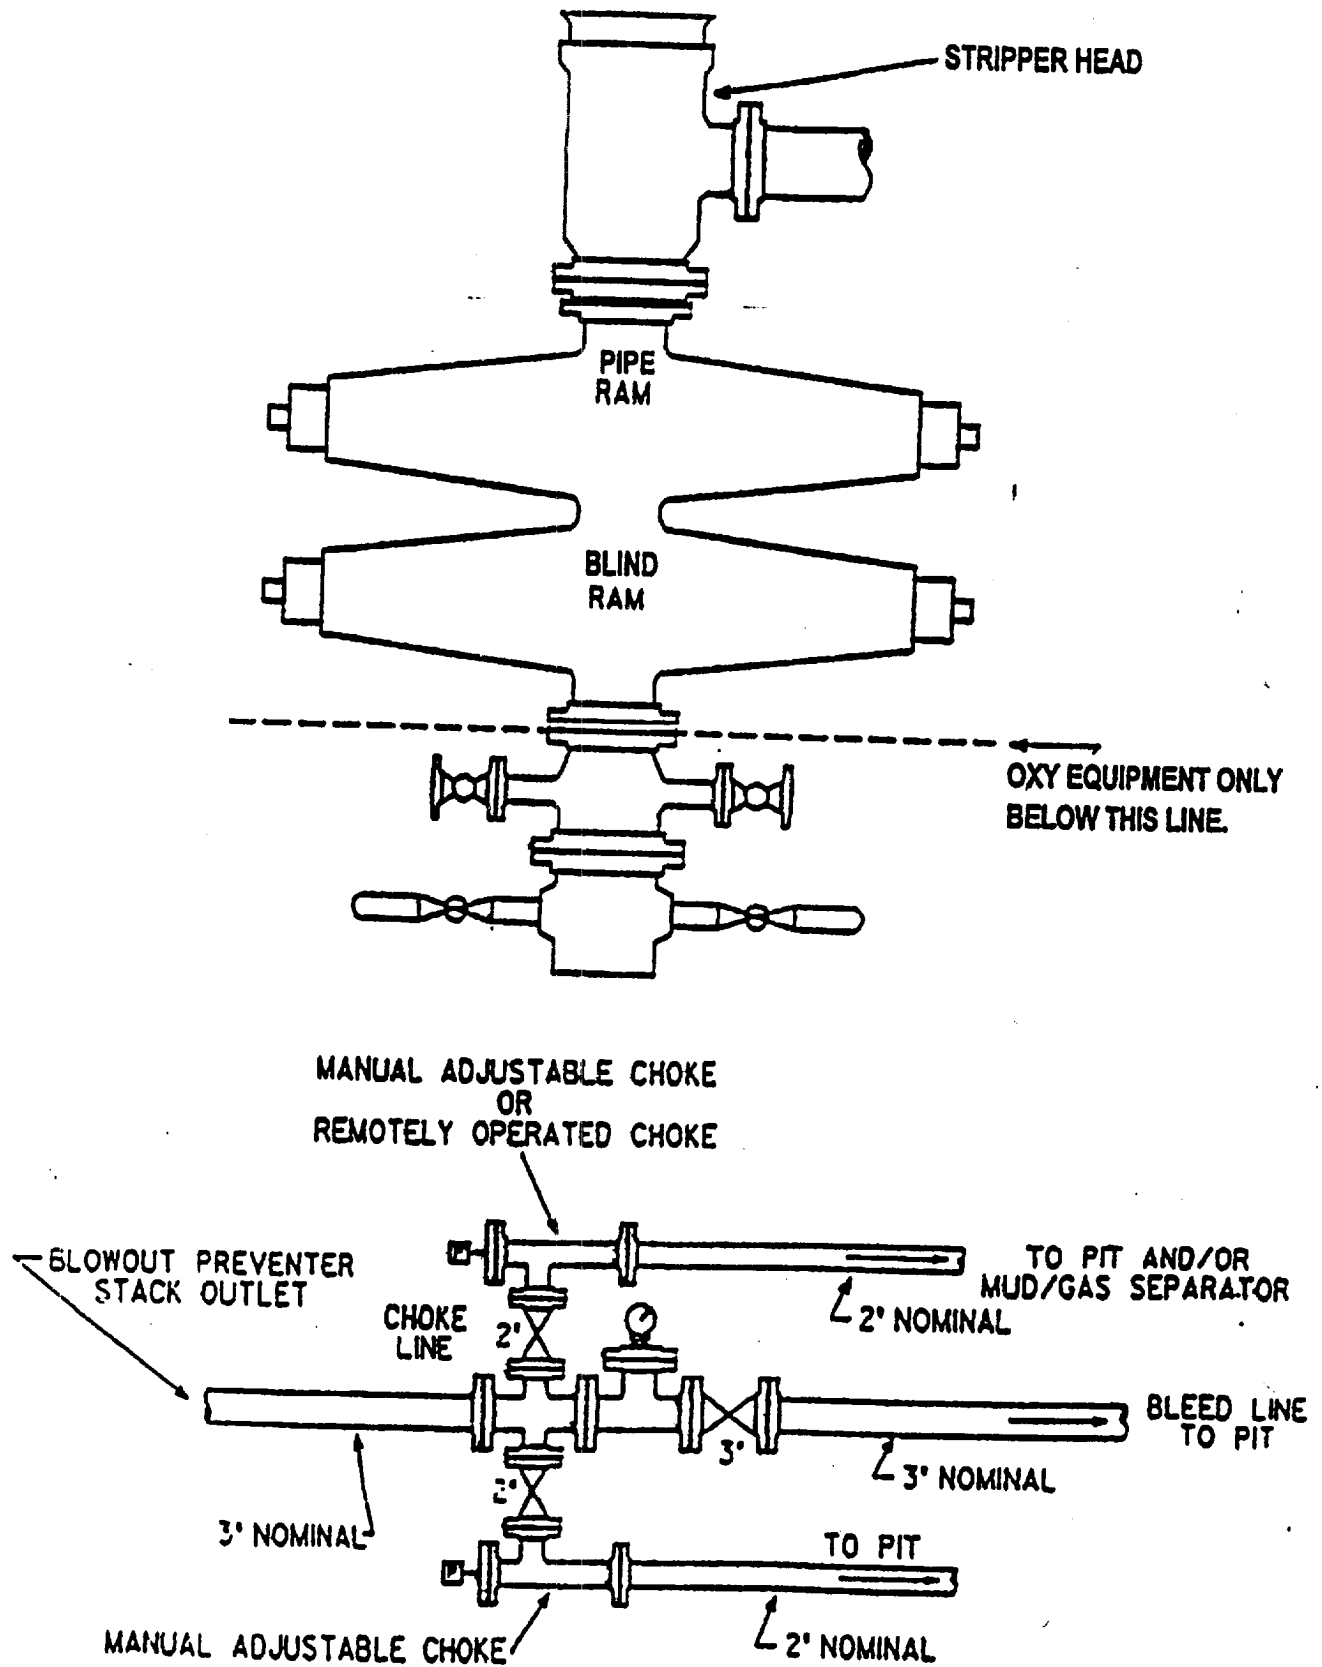 STRIPPER HEAD
PIPE
RAM
BLIND
RAM
OXY EQUIPMENT ONLY
BELOW THIS LINE.
MANUAL ADJUSTABLE CHOKE
OR
REMOTELY OPERATED CHOKE
BLOWOUT PREVENTER
STACK OUTLET
TO PIT AND/OR
MUD/GAS SEPARATOR
2" NOMINAL
CHOKE
LINE
2"
BLEED LINE
TO PIT
3"
3" NOMINAL
2"
3" NOMINAL
TO PIT
MANUAL ADJUSTABLE CHOKE
2" NOMINAL